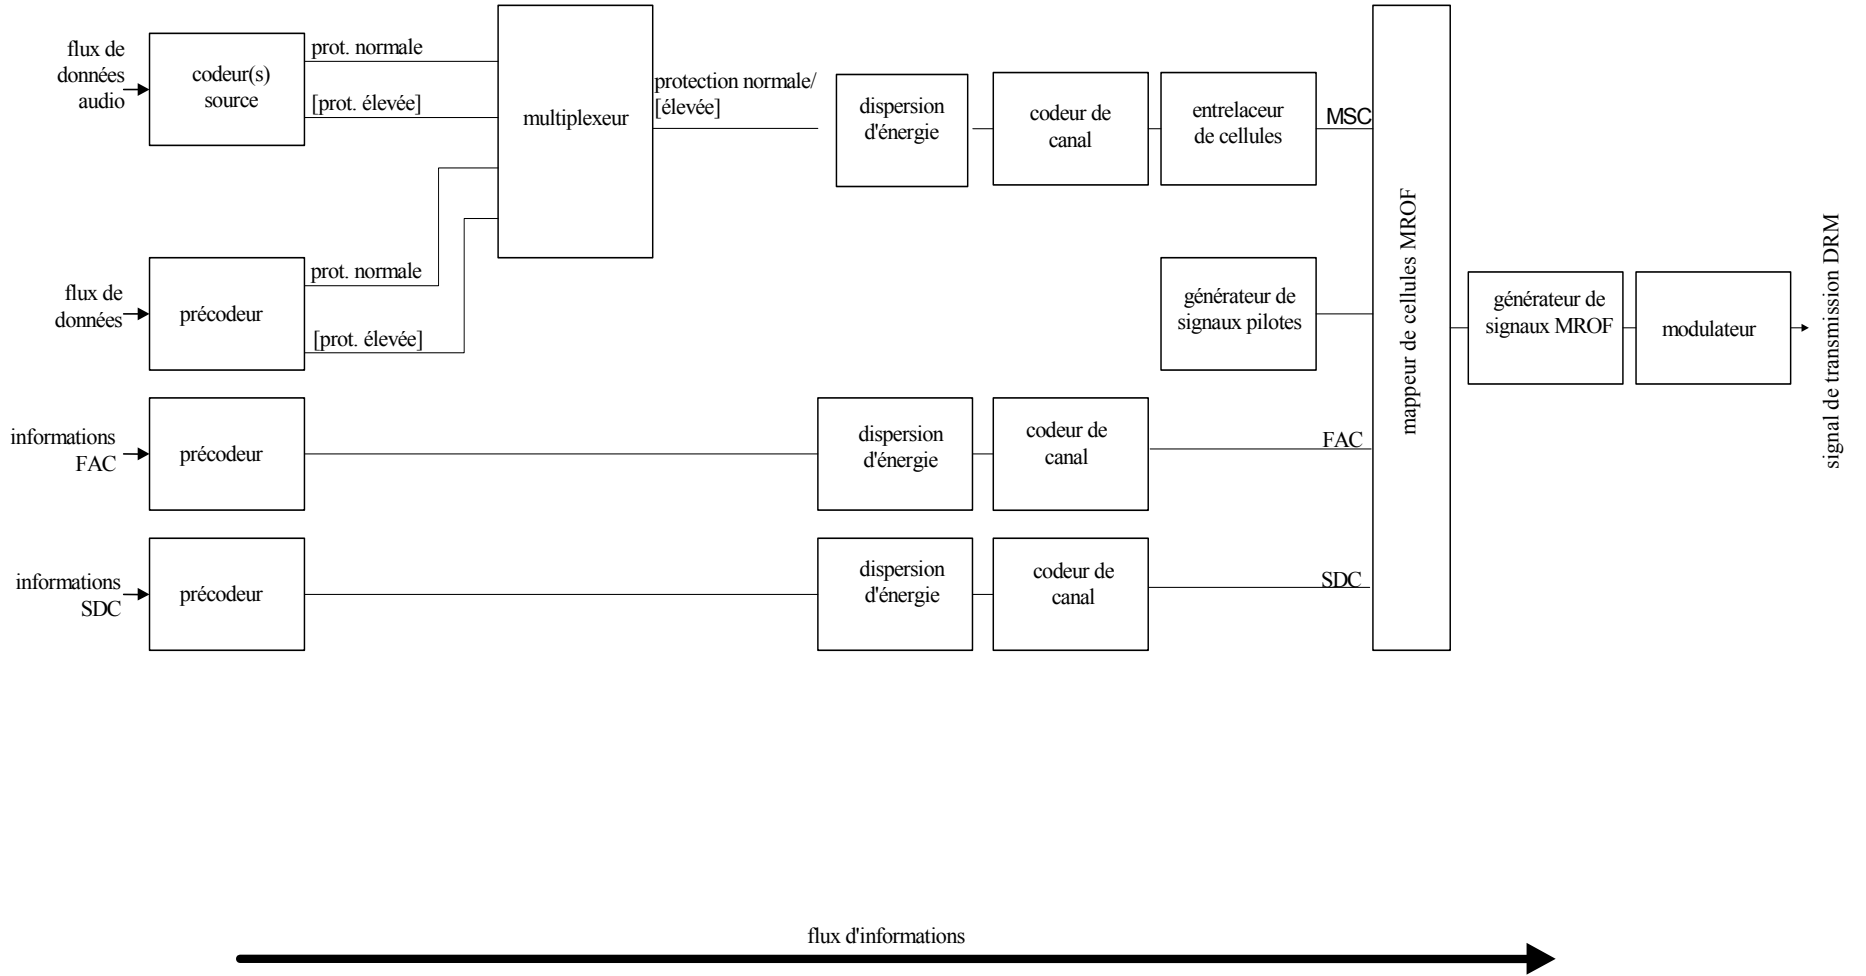 flux de
données
audio
codeur(s)
source
prot. normale
[prot. élevée]
multiplexeur
protection normale/
[élevée]
dispersion
d'énergie
codeur de
canal
entrelaceur
de cellules
MSC
flux de
données
précodeur
prot. normale
[prot. élevée]
générateur de
signaux pilotes
mappeur de cellules MROF
générateur de
signaux MROF
modulateur
signal de transmission DRM
informations
FAC
précodeur
dispersion
d'énergie
codeur de
canal
FAC
informations
SDC
précodeur
dispersion
d'énergie
codeur de
canal
SDC
flux d'informations